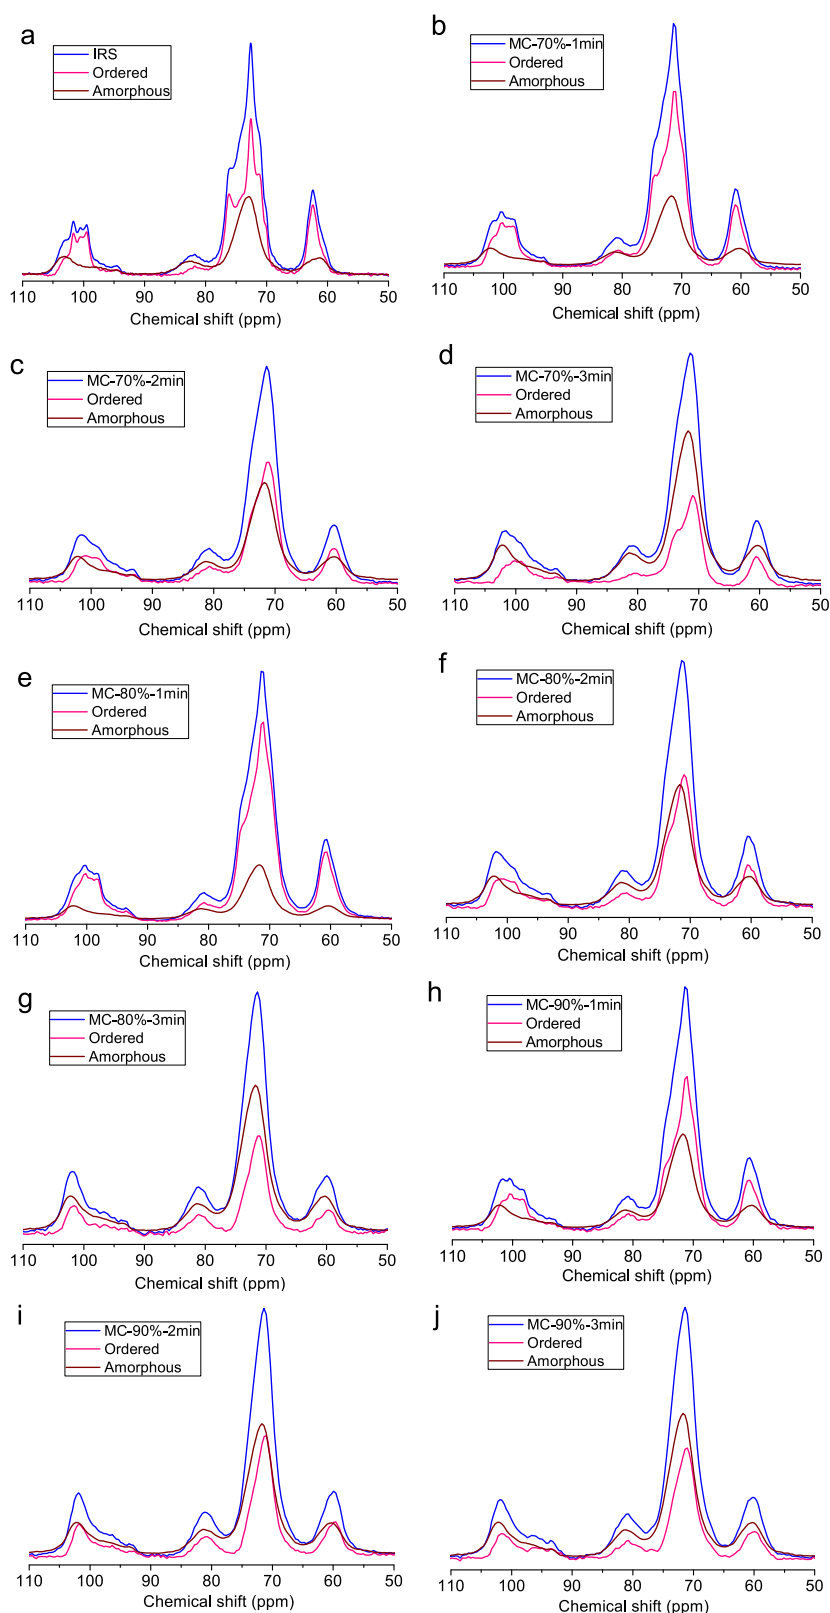 a
IRS
Ordered
Amorphous
110 100 90 80 70 60 50
Chemical shift (ppm)
b
MC-70%-1min
Ordered
Amorphous
110 100 90 80 70 60 50
Chemical shift (ppm)
c
MC-70%-2min
Ordered
Amorphous
110 100 90 80 70 60 50
Chemical shift (ppm)
d
MC-70%-3min
Ordered
Amorphous
110 100 90 80 70 60 50
Chemical shift (ppm)
e
MC-80%-1min
Ordered
Amorphous
110 100 90 80 70 60 50
Chemical shift (ppm)
f
MC-80%-2min
Ordered
Amorphous
110 100 90 80 70 60 50
Chemical shift (ppm)
g
MC-80%-3min
Ordered
Amorphous
110 100 90 80 70 60 50
Chemical shift (ppm)
h
MC-90%-1min
Ordered
Amorphous
110 100 90 80 70 60 50
Chemical shift (ppm)
i
MC-90%-2min
Ordered
Amorphous
110 100 90 80 70 60 50
Chemical shift (ppm)
j
MC-90%-3min
Ordered
Amorphous
110 100 90 80 70 60 50
Chemical shift (ppm)